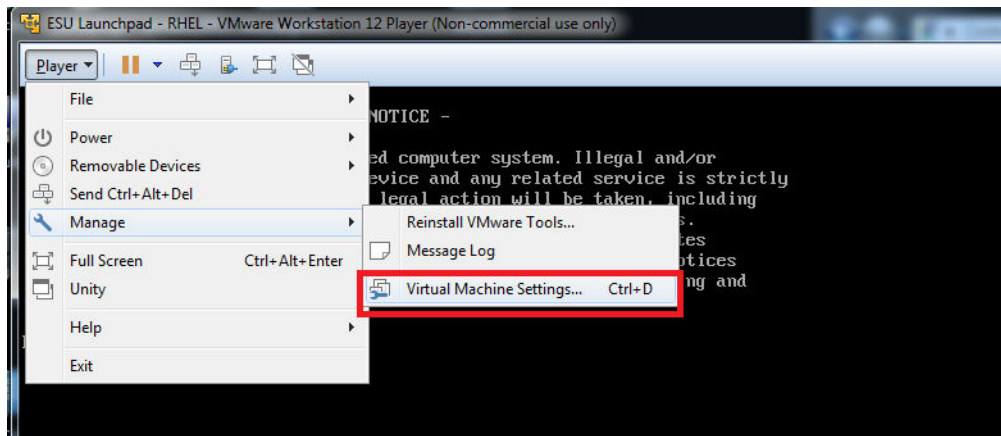 ESU Launchpad - RHEL - VMware Workstation 12 Player (Non-commercial use only)
Player
File
NOTICE -
Power
ed computer system. Illegal and/or
Removable Devices
evice and any related service is strictly
Send Ctrl+Alt+Del
legal action will be taken, including
Manage
Reinstall VMware Tools...
s.
tes
Message Log
Full Screen Ctrl+Alt+Enter
otices
Unity
Virtual Machine Settings... Ctrl+D
ng and
Help
Exit